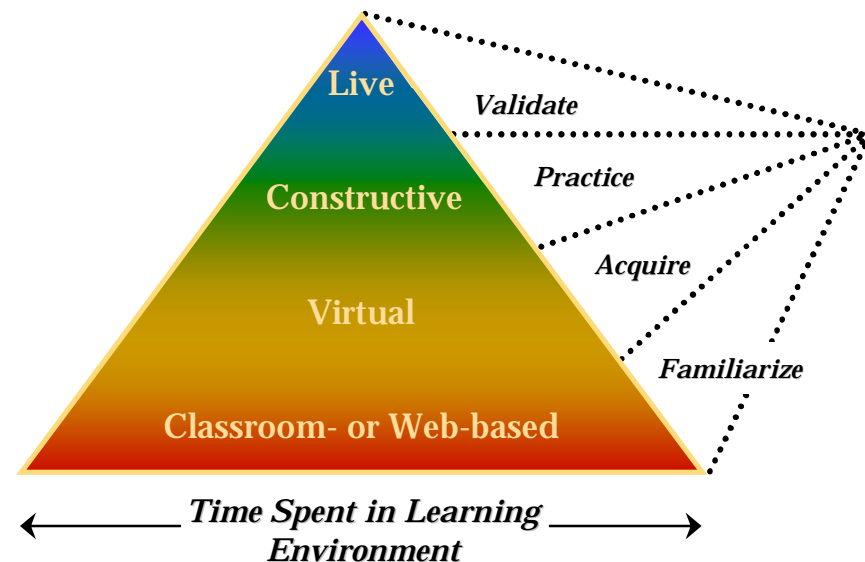 Live
Validate
Practice
Constructive
Acquire
Virtual
Familiarize
Classroom- or Web-based
Time Spent in Learning
Environment